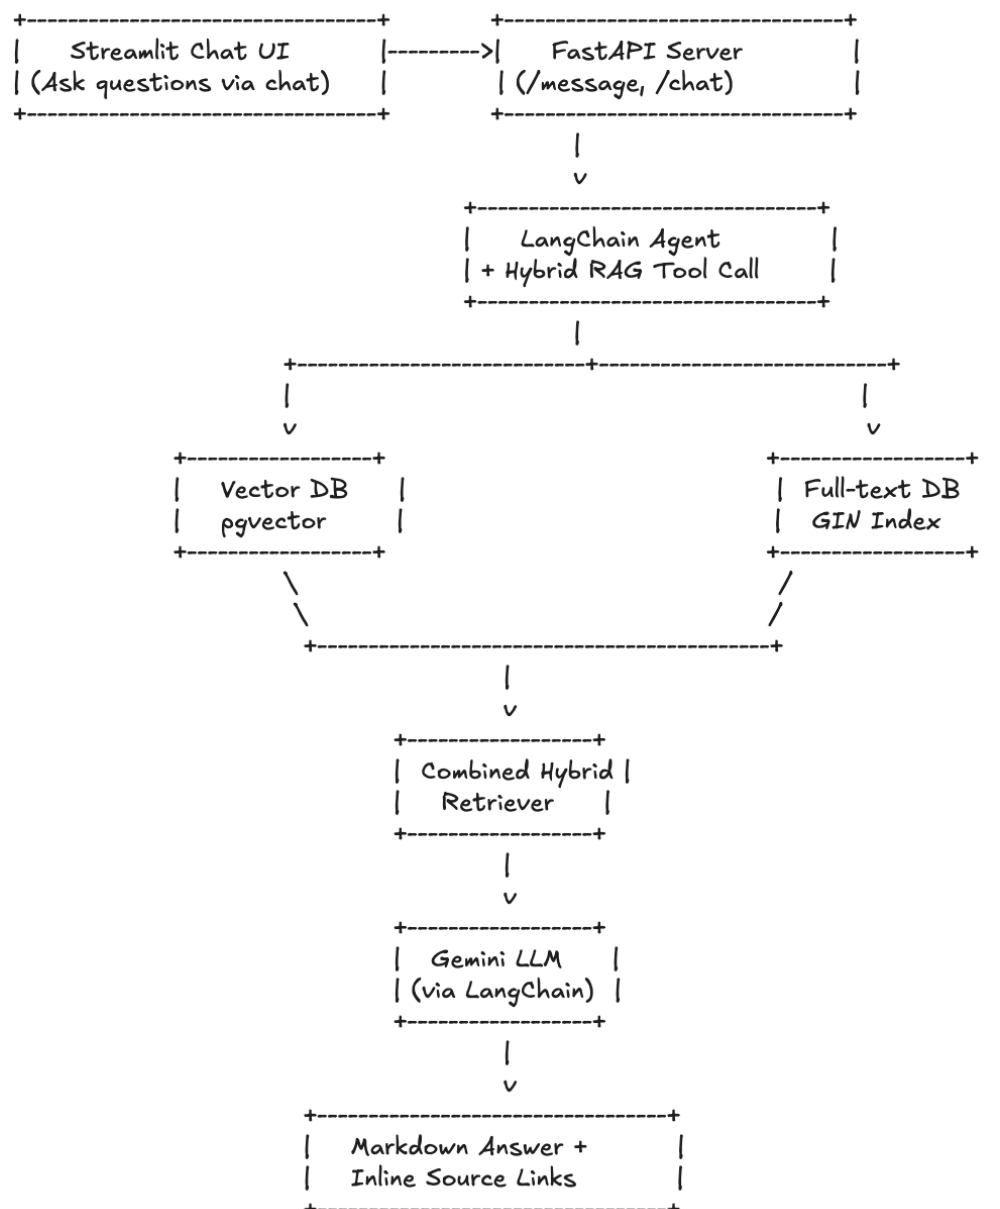 Streamlit Chat UI
(Ask questions via chat)
FastAPI Server
(/message, /chat)
LangChain Agent
+ Hybrid RAG Tool Call
Vector DB
pgvector
Full-text DB
GIN Index
Combined Hybrid
Retriever
Gemini LLM
(via LangChain)
Markdown Answer +
Inline Source Links